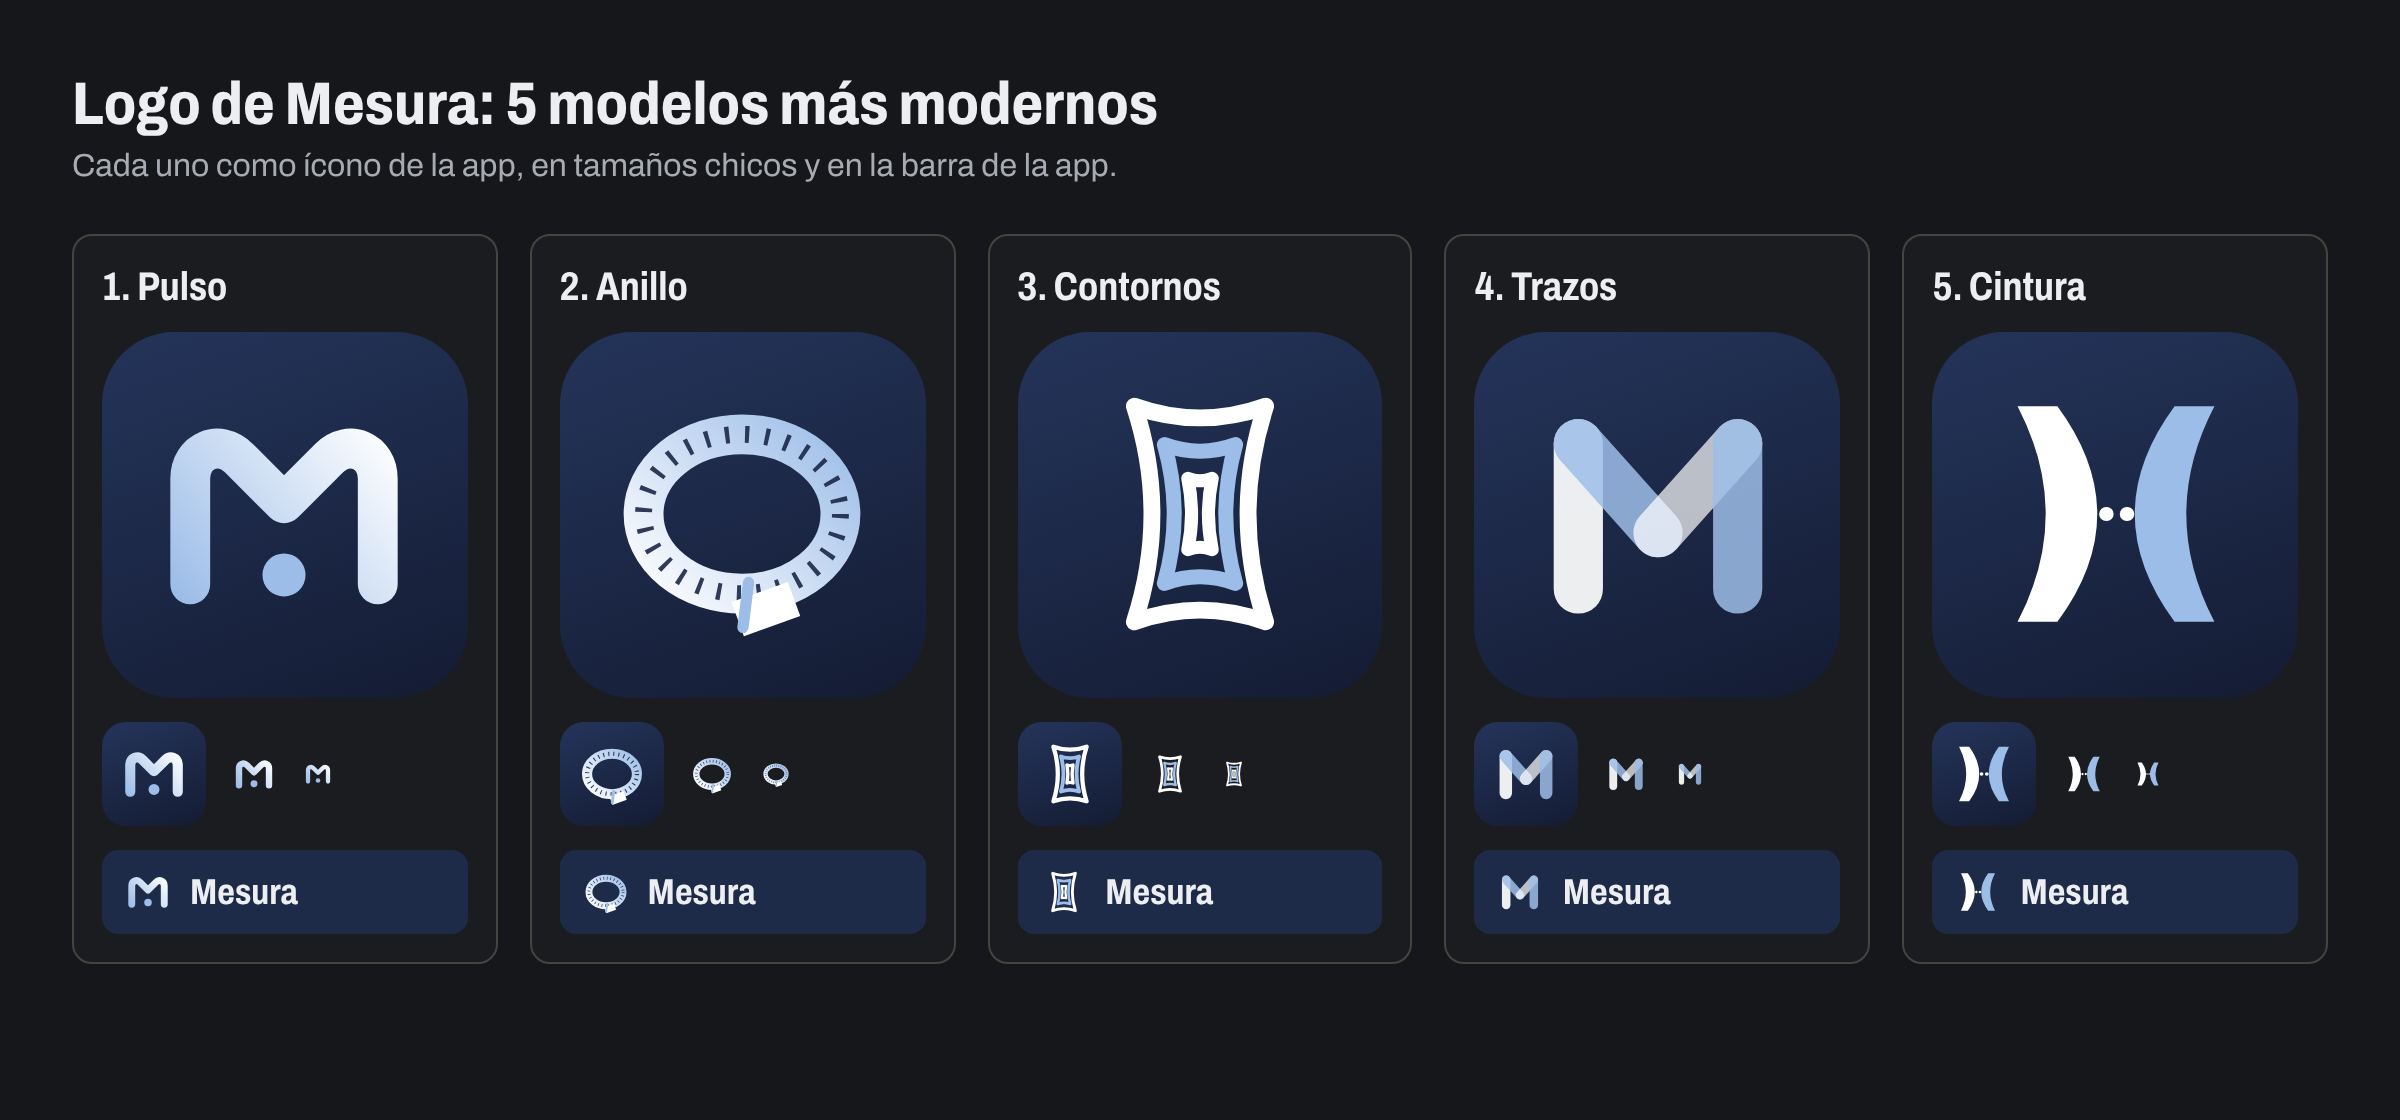 Logo de Mesura: 5 modelos más modernos
Cada uno como ícono de la app, en tamaños chicos y en la barra de la app.
1. Pulso
Mesura
2. Anillo
Mesura
3. Contornos
Mesura
4. Trazos
Mesura
5. Cintura
Mesura